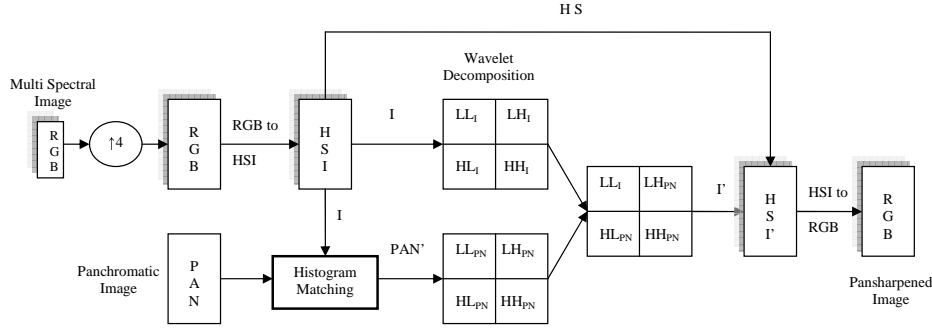 H S
Wavelet
Decomposition
Multi Spectral
Image
R
G
B
↑4
R
G
B
RGB to
HSI
H
S
I
I
LL_I LH_I
HL_I HH_I
I
LL_I LH_PN
HL_PN HH_PN
I'
H
S
I'
HSI to
RGB
R
G
B
Panchromatic
Image
P
A
N
Histogram
Matching
PAN'
LL_PN LH_PN
HL_PN HH_PN
Pansharpened
Image